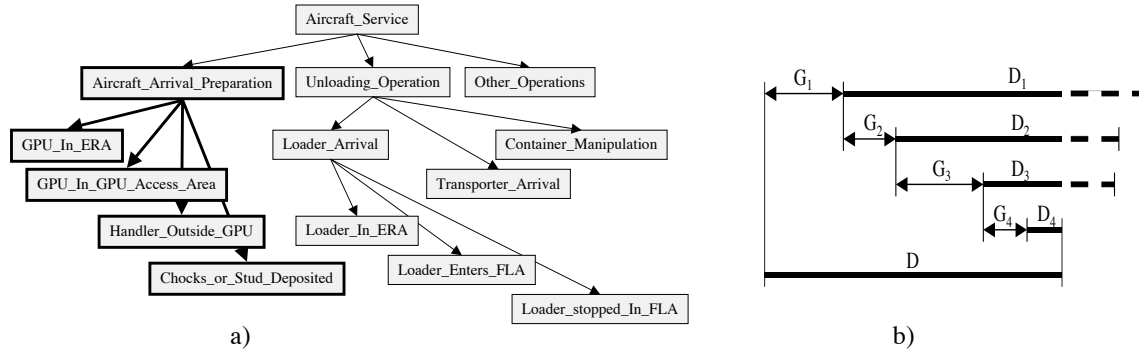 Aircraft_Service
Aircraft_Arrival_Preparation
Unloading_Operation
Other_Operations
GPU_In_ERA
Loader_Arrival
Container_Manipulation
GPU_In_GPU_Access_Area
Transporter_Arrival
Handler_Outside_GPU
Loader_In_ERA
Chocks_or_Stud_Deposited
Loader_Enters_FLA
Loader_stopped_In_FLA
a)
G1
D1
G2
D2
G3
D3
G4
D4
D
b)